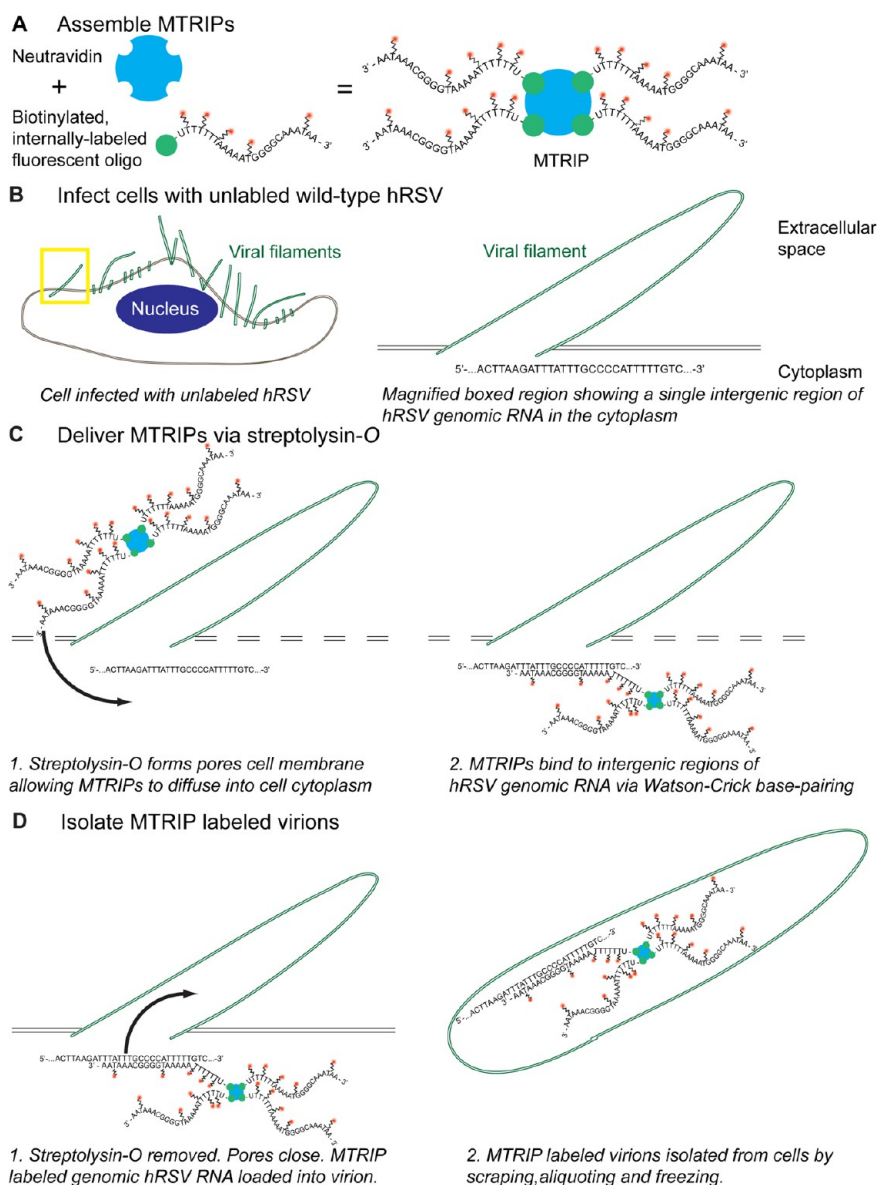 A Assemble MTRIPs
Neutravidin
+
Biotinylated,
internally-labeled
fluorescent oligo
UTTTTTTAAAAATGGGGCAAATAA - 3'
=
3'- AATAAACGGGGTAAAAATTTTTTU
UTTTTTTAAAAATGGGGCAAATAA - 3'
3'- AATAAACGGGGTAAAAATTTTTTU
UTTTTTTAAAAATGGGGCAAATAA - 3'
MTRIP
B Infect cells with unlabled wild-type hRSV
Viral filaments
Nucleus
Cell infected with unlabeled hRSV
Viral filament
Extracellular
space
5'-...ACTTAAGATTTATTTGCCCCATTTTTGTC...-3'
Cytoplasm
Magnified boxed region showing a single intergenic region of
hRSV genomic RNA in the cytoplasm
C Deliver MTRIPs via streptolysin-O
5'-...ACTTAAGATTTATTTGCCCCATTTTTGTC...-3'
1. Streptolysin-O forms pores cell membrane
allowing MTRIPs to diffuse into cell cytoplasm
5'-...ACTTAAGATTTATTTGCCCCATTTTTGTC...-3'
2. MTRIPs bind to intergenic regions of
hRSV genomic RNA via Watson-Crick base-pairing
D Isolate MTRIP labeled virions
5'-...ACTTAAGATTTATTTGCCCCATTTTTGTC...-3'
1. Streptolysin-O removed. Pores close. MTRIP
labeled genomic hRSV RNA loaded into virion.
5'-...ACTTAAGATTTATTTGCCCCATTTTTGTC...-3'
2. MTRIP labeled virions isolated from cells by
scraping,aliquoting and freezing.